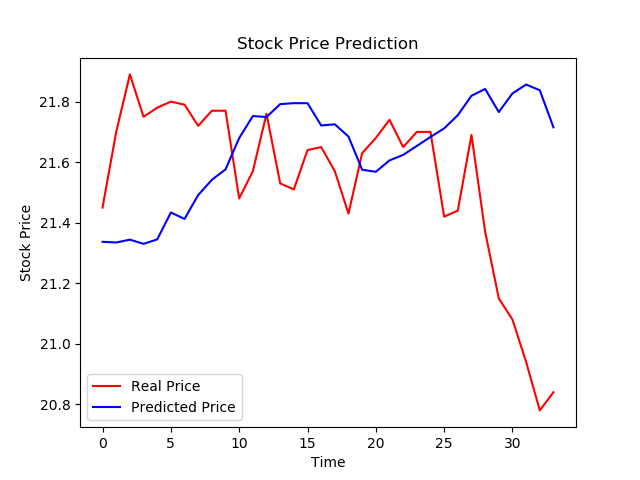 Stock Price Prediction
Stock Price
21.8
21.6
21.4
21.2
21.0
20.8
Real Price
Predicted Price
0 5 10 15 20 25 30
Time